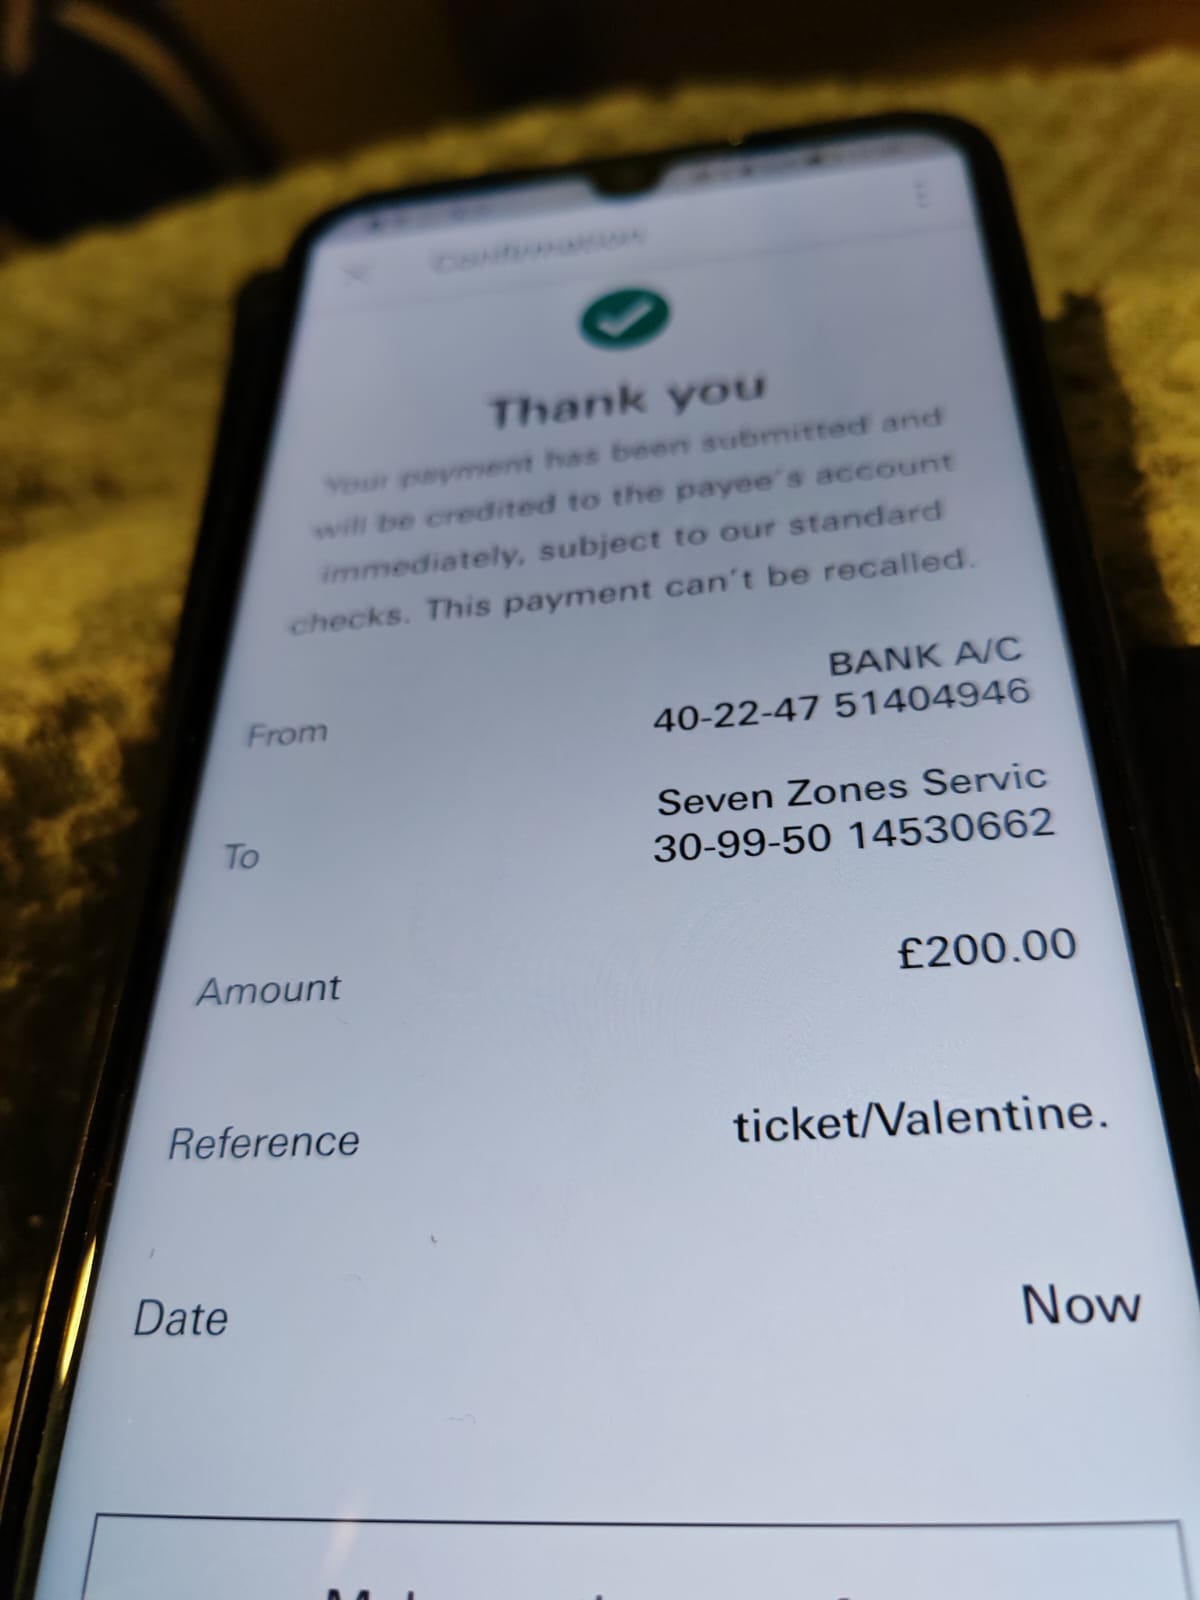 Confirmation
Thank you
Your payment has been submitted and
will be credited to the payee's account
immediately, subject to our standard
checks. This payment can't be recalled.
From
BANK A/C
40-22-47 51404946
To
Seven Zones Servic
30-99-50 14530662
Amount
£200.00
Reference
ticket/Valentine.
Date
Now